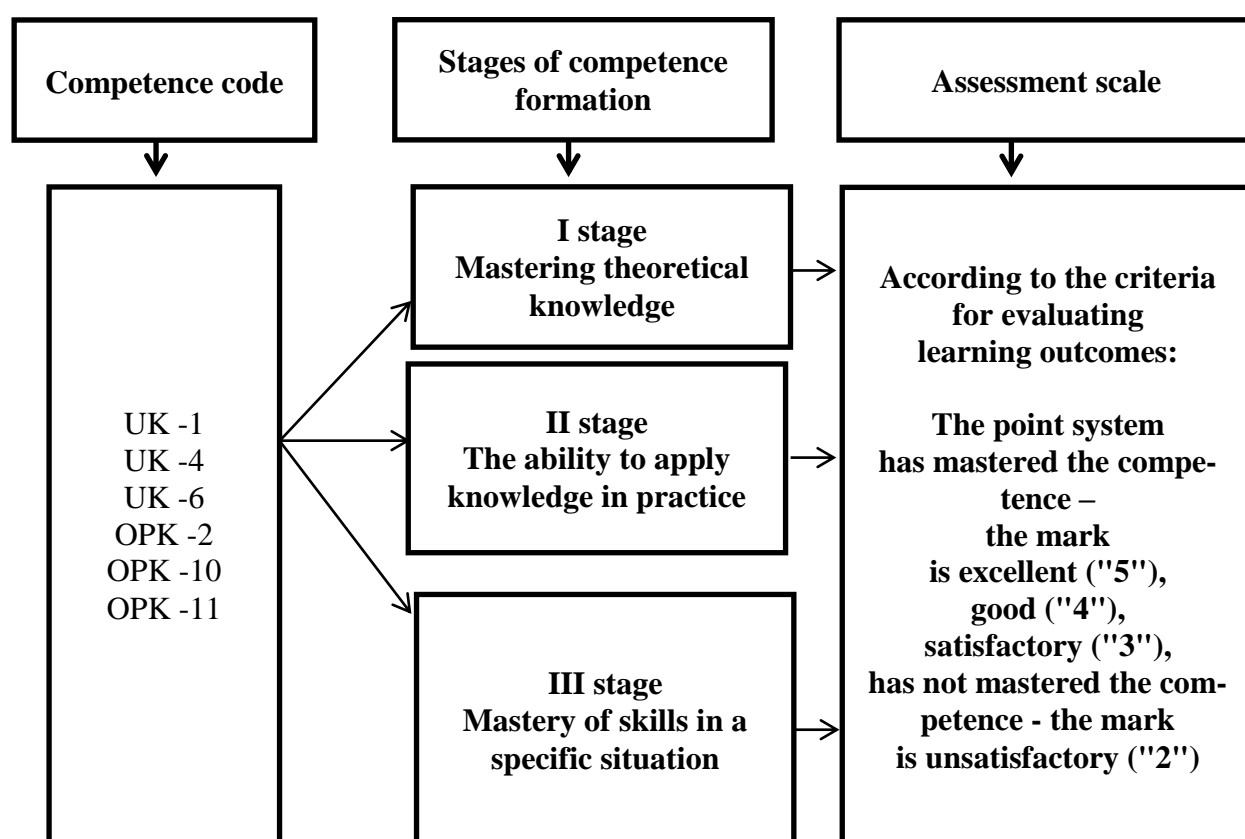 Competence code
Stages of competence
formation
Assessment scale
UK -1
UK -4
UK -6
OPK -2
OPK -10
OPK -11
I stage
Mastering theoretical
knowledge
II stage
The ability to apply
knowledge in practice
III stage
Mastery of skills in a
specific situation
According to the criteria
for evaluating
learning outcomes:
The point system
has mastered the compe-
tence –
the mark
is excellent ("5"),
good ("4"),
satisfactory ("3"),
has not mastered the com-
petence - the mark
is unsatisfactory ("2")